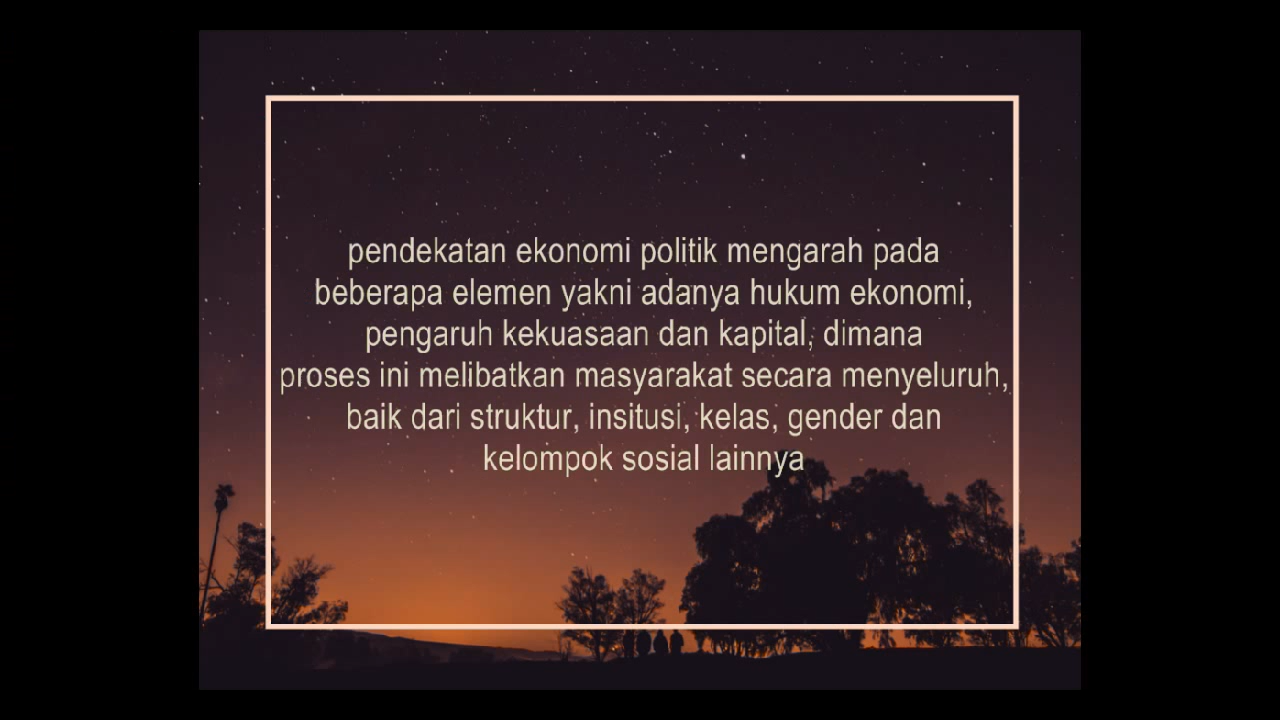 pendekatan ekonomi politik mengarah pada
beberapa elemen yakni adanya hukum ekonomi,
pengaruh kekuasaan dan kapital, dimana
proses ini melibatkan masyarakat secara menyeluruh,
baik dari struktur, insitusi, kelas, gender dan
kelompok sosial lainnya